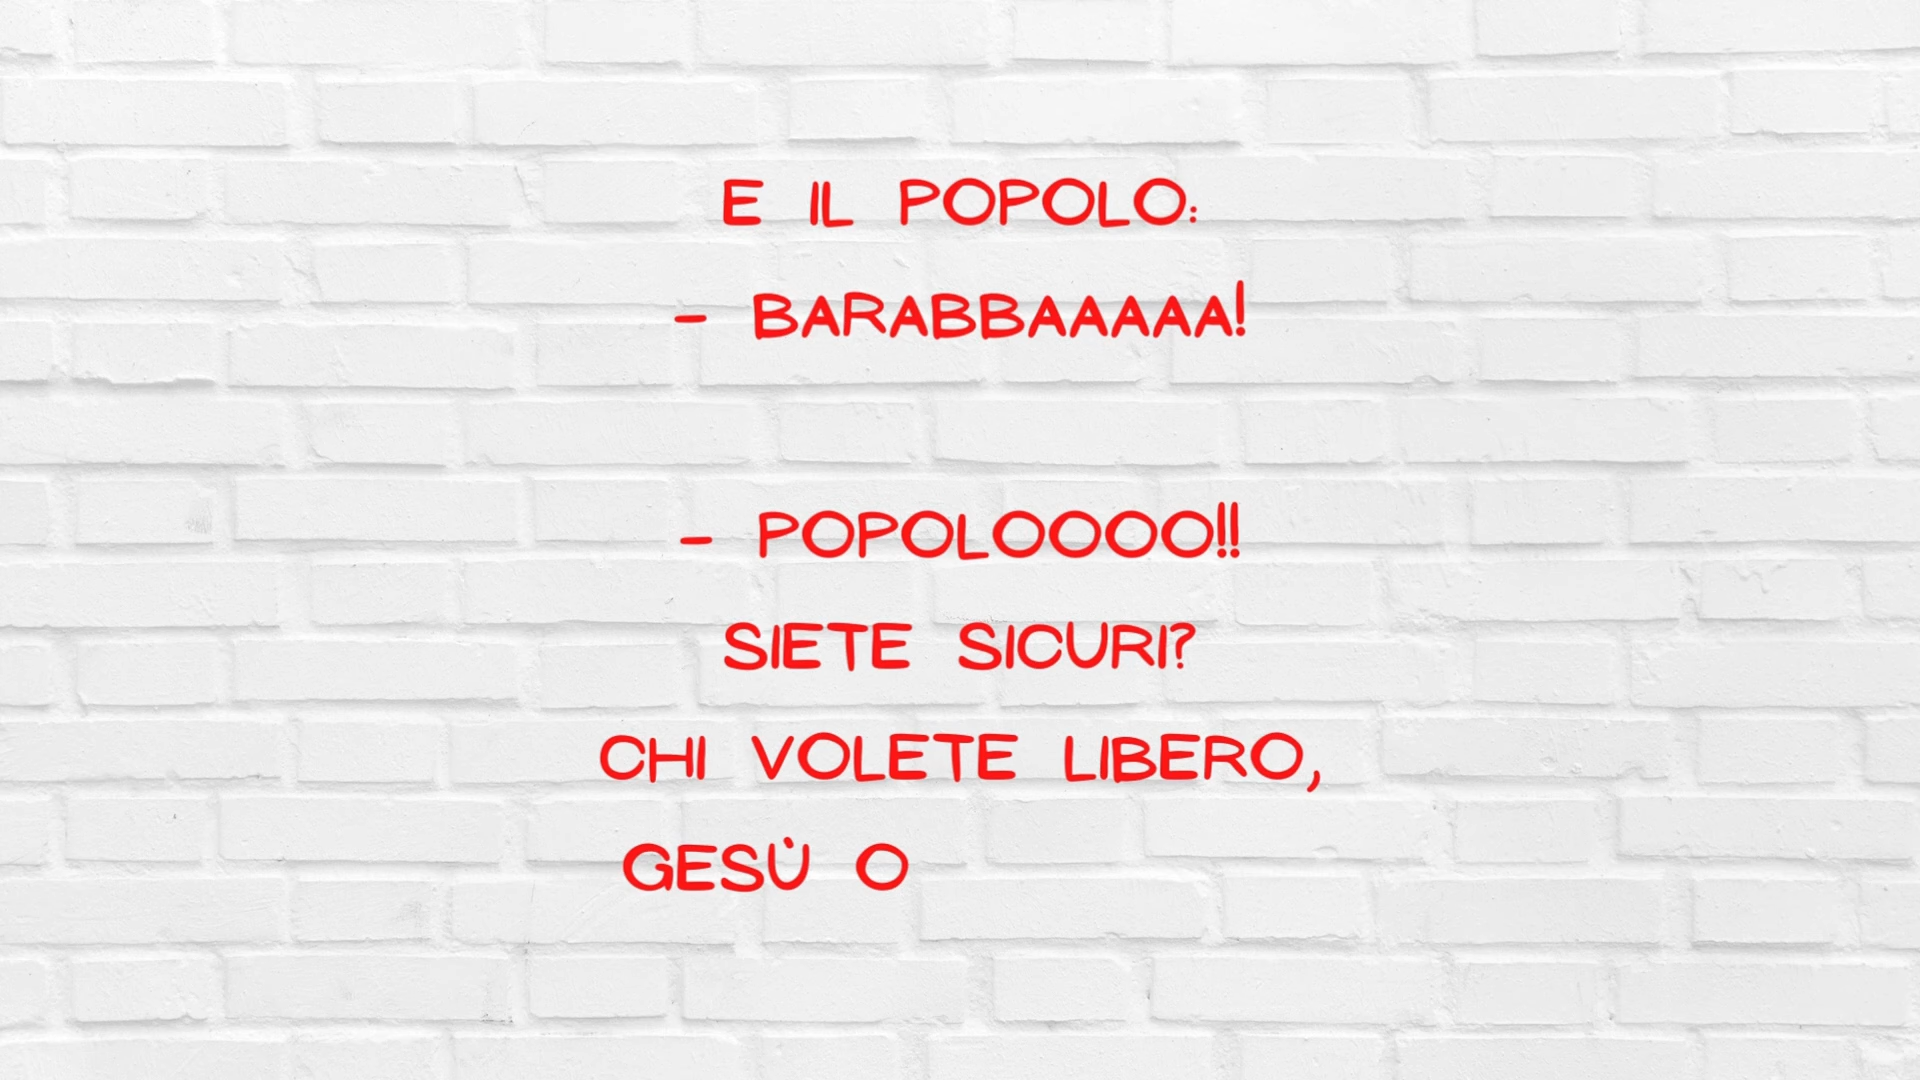 E IL POPOLO:
- BARABBAAAAA!
- POPOLOOOO!!
SIETE SICURI?
CHI VOLETE LIBERO,
GESÙ O